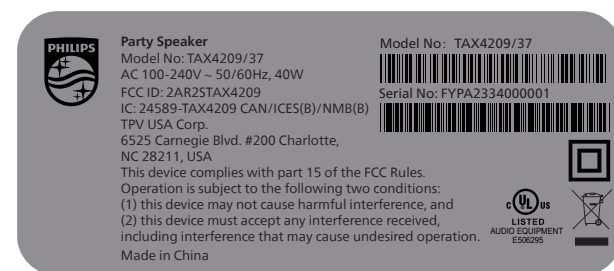 PHILIPS
Party Speaker
Model No: TAX4209/37
AC 100-240V ~ 50/60Hz, 40W
FCC ID: 2AR2STAX4209
IC: 24589-TAX4209 CAN/ICES(B)/NMB(B)
TPV USA Corp.
6525 Carnegie Blvd. #200 Charlotte,
NC 28211, USA
This device complies with part 15 of the FCC Rules.
Operation is subject to the following two conditions:
(1) this device may not cause harmful interference, and
(2) this device must accept any interference received,
including interference that may cause undesired operation.
Made in China
Model No: TAX4209/37
Serial No: FYPA2334000001
c UL us
LISTED
AUDIO EQUIPMENT
E506295